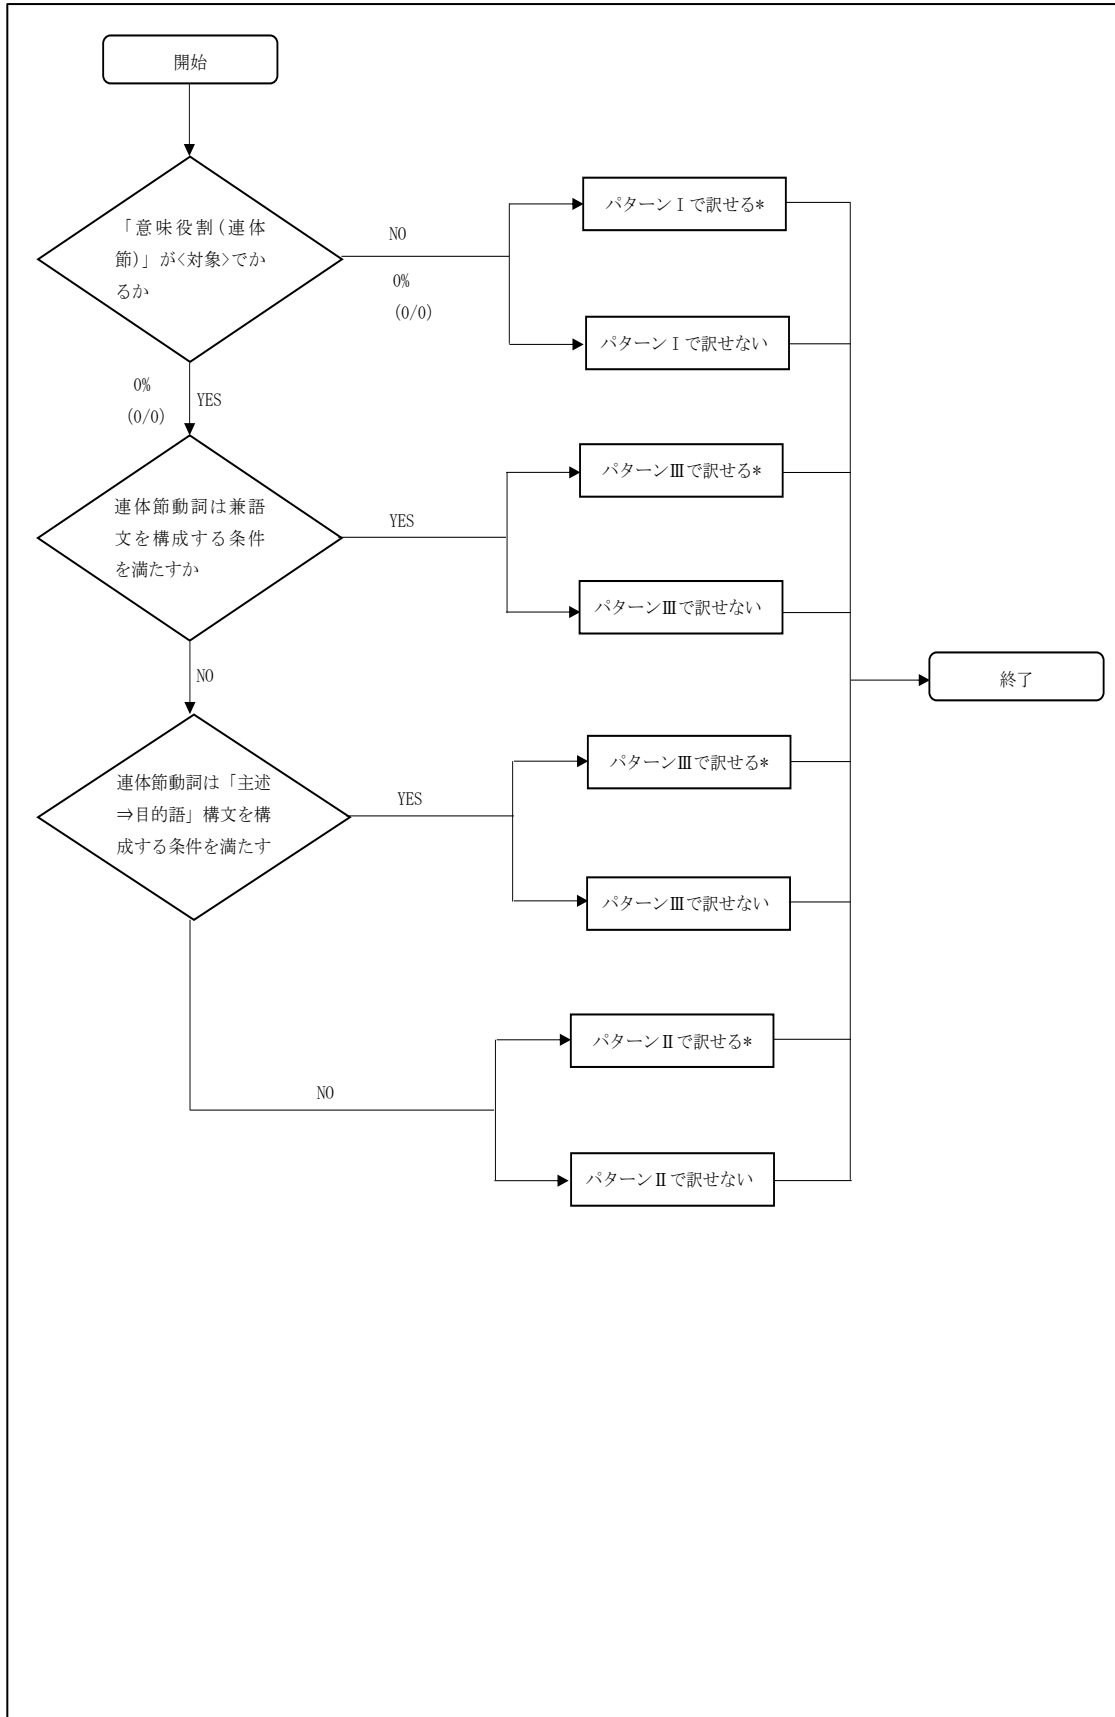 開始
「意味役割(連体
節)」が<対象>でか
るか
NO
0%
(0/0)
パターンⅠで訳せる*
パターンⅠで訳せない
0%
(0/0)
YES
連体節動詞は兼語
文を構成する条件
を満たすか
YES
パターンⅢで訳せる*
パターンⅢで訳せない
NO
終了
連体節動詞は「主述
⇒目的語」構文を構
成する条件を満たす
YES
パターンⅢで訳せる*
パターンⅢで訳せない
NO
パターンⅡで訳せる*
パターンⅡで訳せない